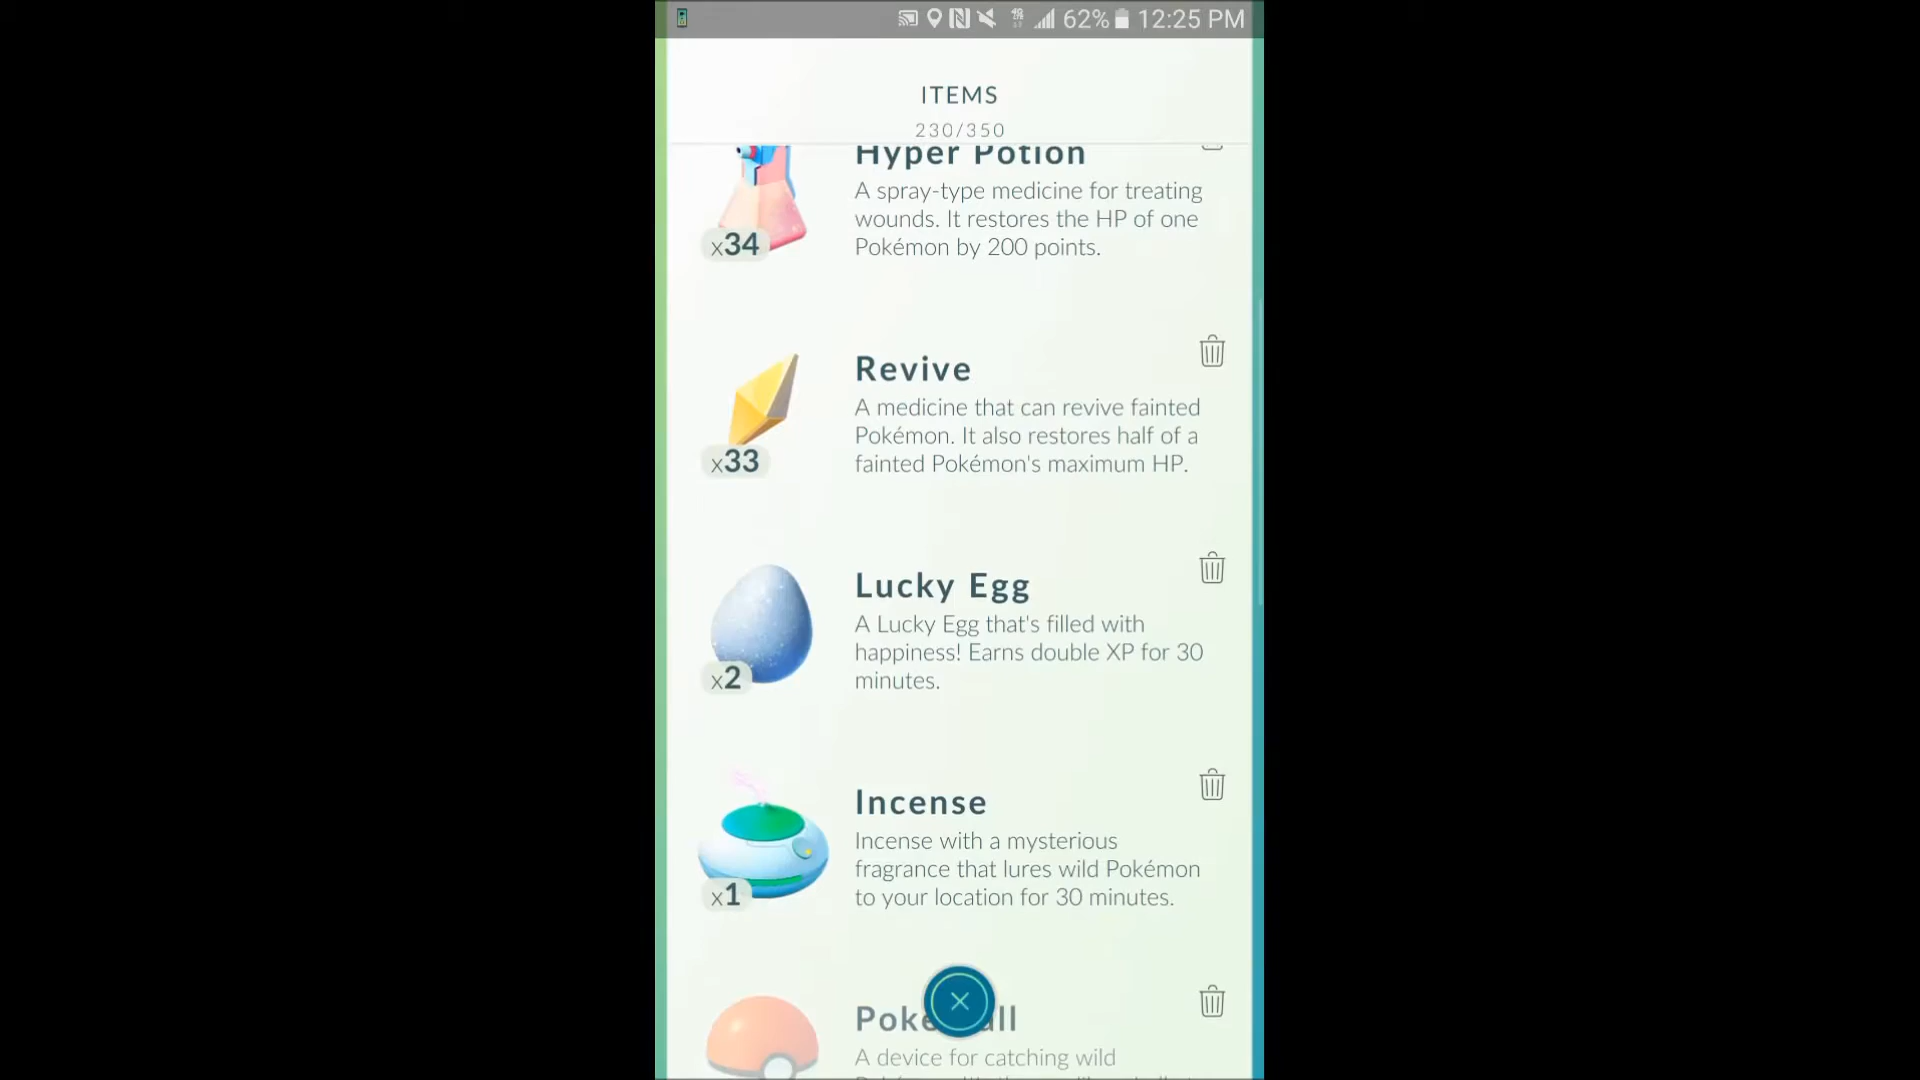 62% 12:25 PM
ITEMS
230/350
Hyper Potion
A spray-type medicine for treating
wounds. It restores the HP of one
Pokémon by 200 points.
x34
Revive
A medicine that can revive fainted
Pokémon. It also restores half of a
fainted Pokémon's maximum HP.
x33
Lucky Egg
A Lucky Egg that's filled with
happiness! Earns double XP for 30
minutes.
x2
Incense
Incense with a mysterious
fragrance that lures wild Pokémon
to your location for 30 minutes.
x1
A device for catching wild